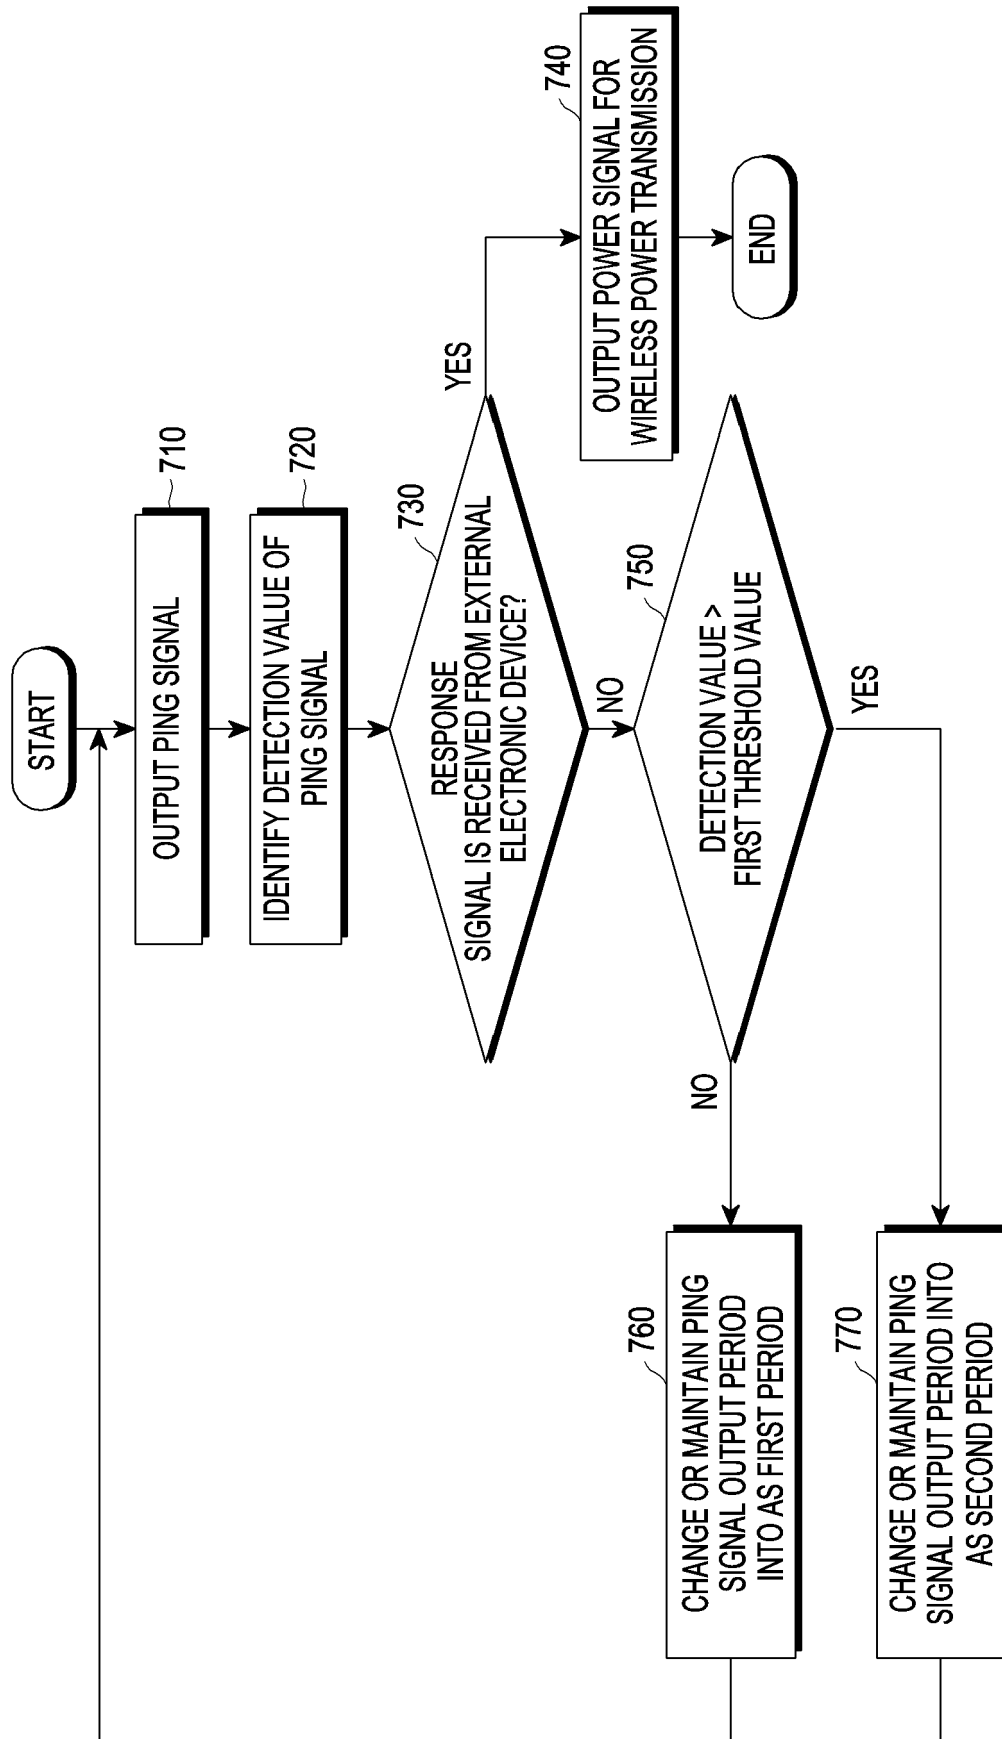 START
OUTPUT PING SIGNAL
710
IDENTIFY DETECTION VALUE OF
PING SIGNAL
720
RESPONSE
SIGNAL IS RECEIVED FROM EXTERNAL
ELECTRONIC DEVICE?
730
YES
NO
OUTPUT POWER SIGNAL FOR
WIRELESS POWER TRANSMISSION
740
END
DETECTION VALUE >
FIRST THRESHOLD VALUE
750
NO
YES
CHANGE OR MAINTAIN PING
SIGNAL OUTPUT PERIOD
INTO AS FIRST PERIOD
760
CHANGE OR MAINTAIN PING
SIGNAL OUTPUT PERIOD INTO
AS SECOND PERIOD
770